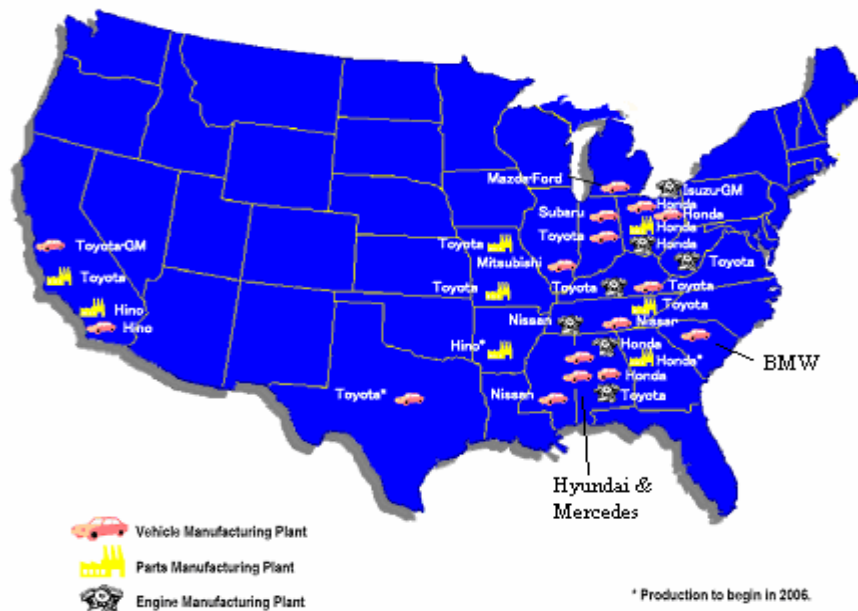 Mazda-Ford
Isuzu-GM
Honda
Subaru
Honda
Honda
Toyota
Toyota
Honda
Toyota-GM
Mitsubishi
Toyota
Toyota
Toyota
Toyota
Toyota
Hino
Toyota
Hino
Nissan
Nissan
Honda
Hino*
Honda*
BMW
Honda
Toyota*
Nissan
Toyota
Hyundai &
Mercedes
Vehicle Manufacturing Plant
Parts Manufacturing Plant
Engine Manufacturing Plant
* Production to begin in 2006.